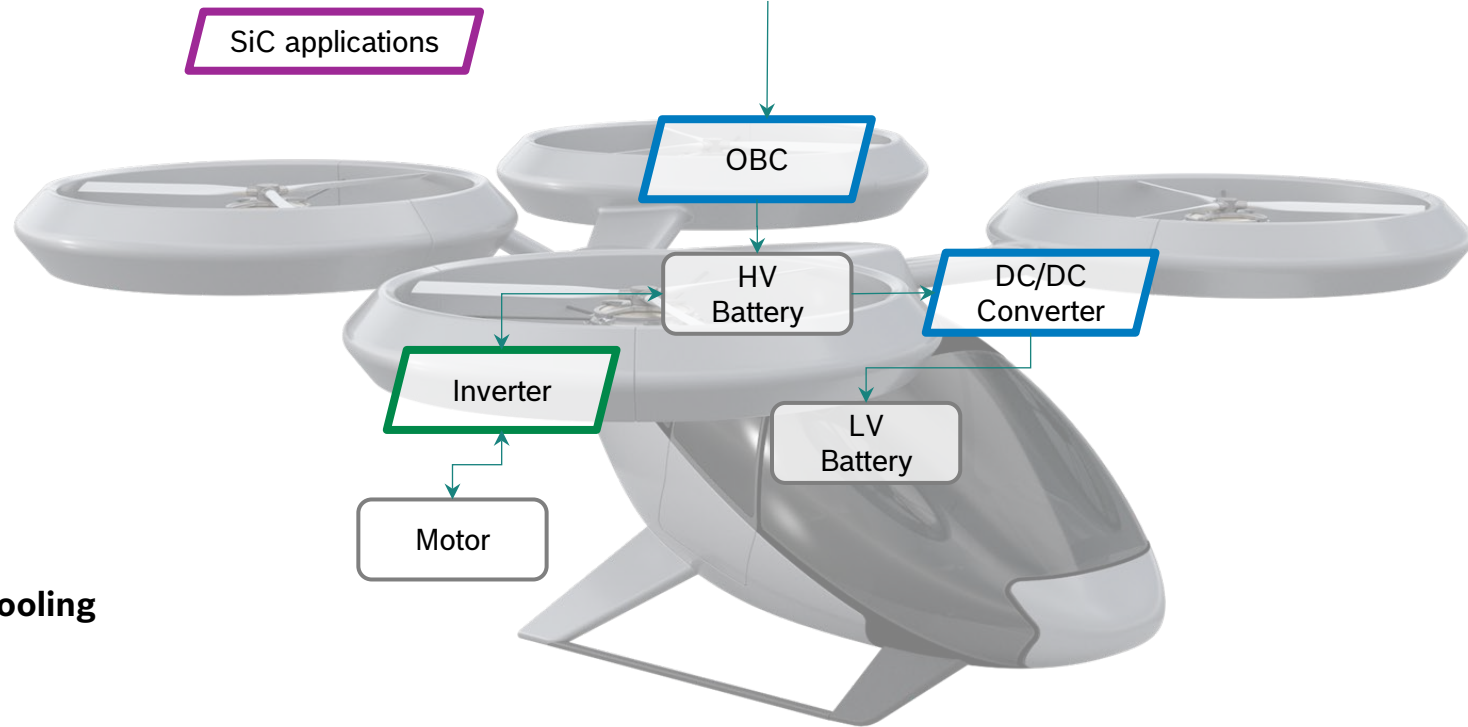 SiC applications
OBC
HV
Battery
DC/DC
Converter
Inverter
LV
Battery
Motor
ooling